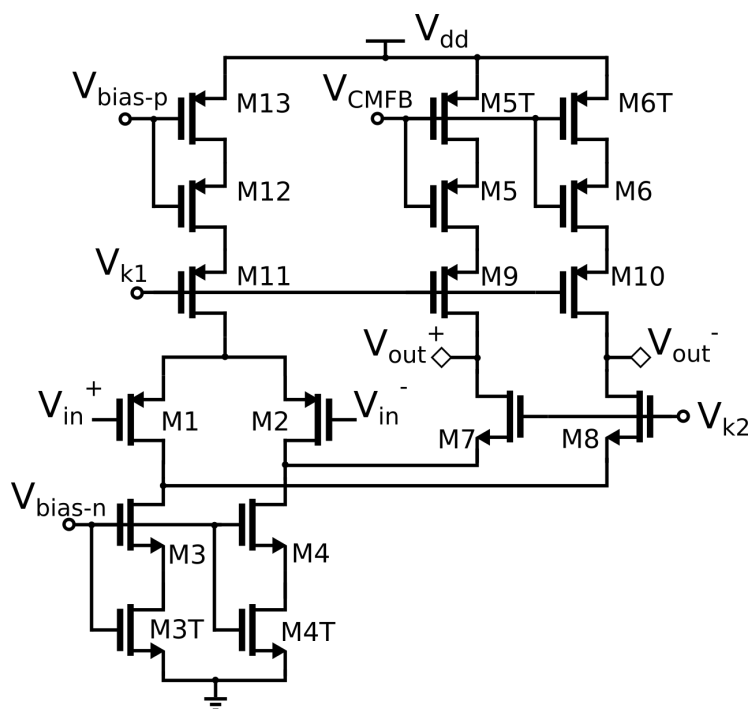 Vdd
Vbias-p
M13
VCMFB
M5T
M6T
M12
M5
M6
Vk1
M11
M9
M10
Vout+
Vout-
Vin+
M1
M2
Vin-
M7
M8
Vk2
Vbias-n
M3
M4
M3T
M4T